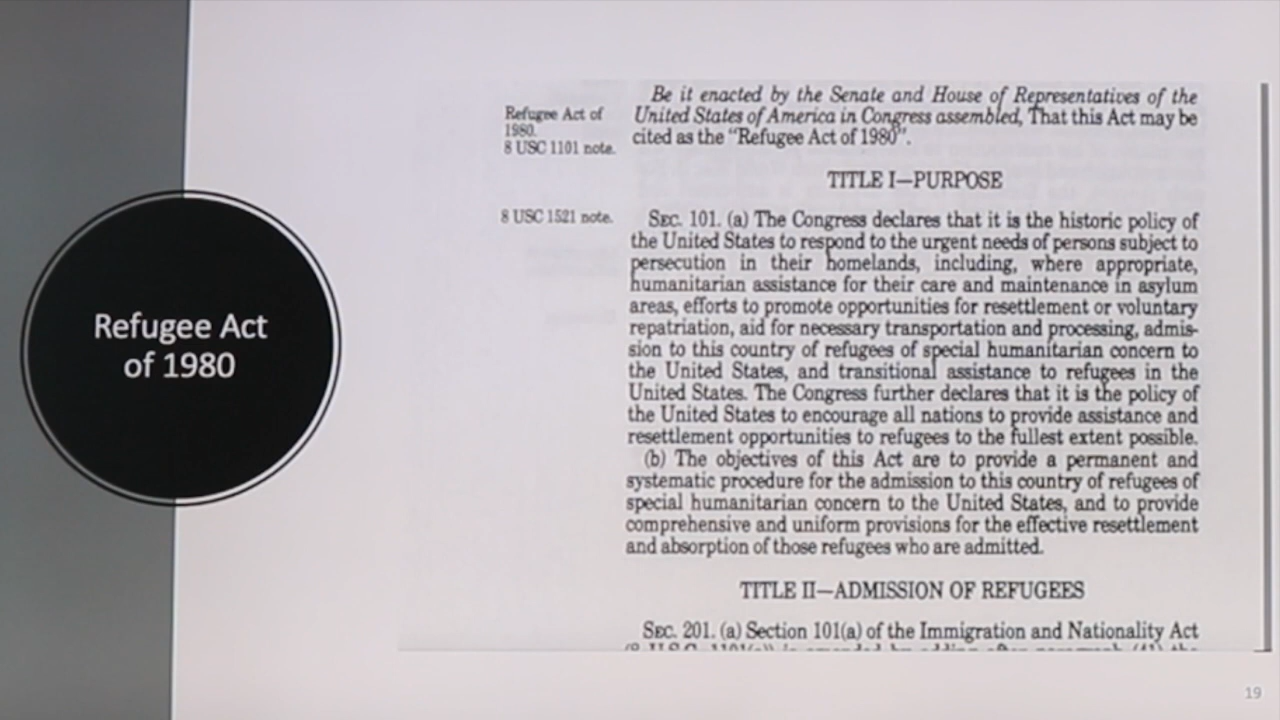 Refugee Act
of 1980
Refugee Act of
1980.
8 USC 1101 note.
Be it enacted by the Senate and House of Representatives of the
United States of America in Congress assembled, That this Act may be
cited as the "Refugee Act of 1980".
TITLE I—PURPOSE
8 USC 1521 note.
SEC. 101. (a) The Congress declares that it is the historic policy of
the United States to respond to the urgent needs of persons subject to
persecution in their homelands, including, where appropriate,
humanitarian assistance for their care and maintenance in asylum
areas, efforts to promote opportunities for resettlement or voluntary
repatriation, aid for necessary transportation and processing, admis-
sion to this country of refugees of special humanitarian concern to
the United States, and transitional assistance to refugees in the
United States. The Congress further declares that it is the policy of
the United States to encourage all nations to provide assistance and
resettlement opportunities to refugees to the fullest extent possible.
(b) The objectives of this Act are to provide a permanent and
systematic procedure for the admission to this country of refugees of
special humanitarian concern to the United States, and to provide
comprehensive and uniform provisions for the effective resettlement
and absorption of those refugees who are admitted.
TITLE II—ADMISSION OF REFUGEES
SEC. 201. (a) Section 101(a) of the Immigration and Nationality Act
19